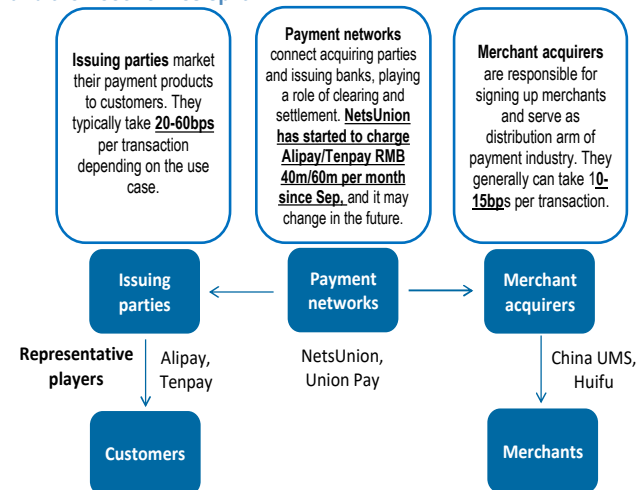 Issuing parties market
their payment products
to customers. They
typically take 20-60bps
per transaction
depending on the use
case.
Payment networks
connect acquiring parties
and issuing banks, playing
a role of clearing and
settlement. NetsUnion
has started to charge
Alipay/Tenpay RMB
40m/60m per month
since Sep, and it may
change in the future.
Merchant acquirers
are responsible for
signing up merchants
and serve as
distribution arm of
payment industry. They
generally can take 10-
15bps per transaction.
Issuing
parties
Payment
networks
Merchant
acquirers
Representative
players
Alipay,
Tenpay
NetsUnion,
Union Pay
China UMS,
Huifu
Customers
Merchants